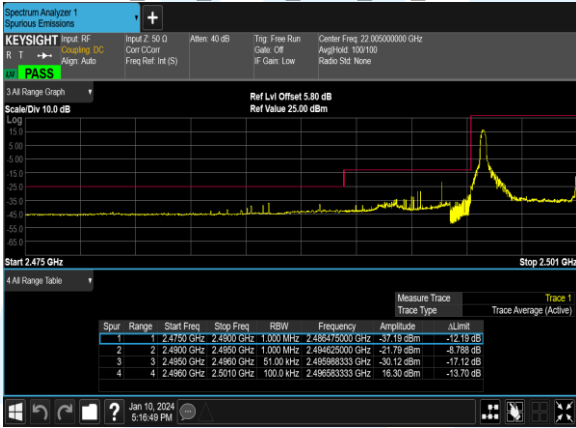 Spectrum Analyzer 1
Spurious Emissions
+
KEYSIGHT Input: RF Input Z: 50 Ω Atten: 40 dB Trig: Free Run Center Freq: 22.005000000 GHz
R T Coupling: DC Corr CCorr Gate: Off Avg|Hold: 100/100
Align: Auto Freq Ref: Int (S) IF Gain: Low Radio Std: None
PASS
3 All Range Graph
Ref Lvl Offset 5.80 dB
Scale/Div 10.0 dB Ref Value 25.00 dBm
Log
15.0
5.00
-5.00
-15.0
-25.0
-35.0
-45.0
-55.0
-65.0
Start 2.475 GHz Stop 2.501 GHz
4 All Range Table
Measure Trace Trace 1
Trace Type Trace Average (Active)
Spur Range Start Freq Stop Freq RBW Frequency Amplitude ΔLimit
1 1 2.4750 GHz 2.4900 GHz 1.000 MHz 2.486475000 GHz -37.19 dBm -12.19 dB
2 2 2.4900 GHz 2.4950 GHz 1.000 MHz 2.494625000 GHz -21.79 dBm -8.788 dB
3 3 2.4950 GHz 2.4960 GHz 51.00 kHz 2.495988333 GHz -30.12 dBm -17.12 dB
4 4 2.4960 GHz 2.5010 GHz 100.0 kHz 2.496583333 GHz 16.30 dBm -13.70 dB
? Jan 10, 2024
5:16:49 PM